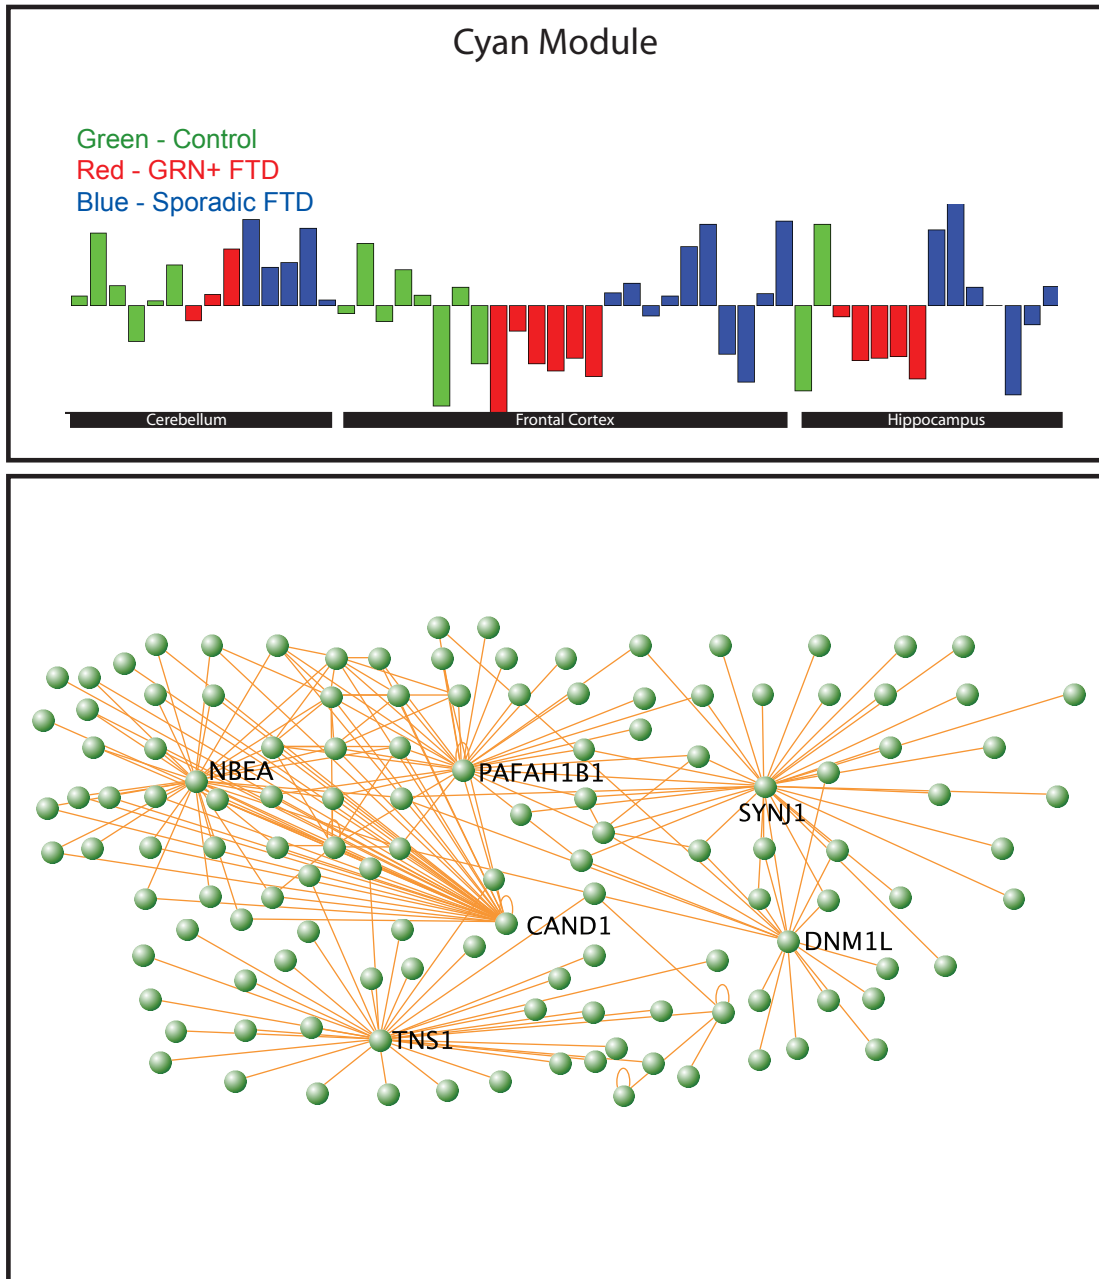 Cyan Module
Green - Control
Red - GRN+ FTD
Blue - Sporadic FTD
Cerebellum
Frontal Cortex
Hippocampus
NBEA
PAFAH1B1
SYNJ1
CAND1
DNM1L
TNS1